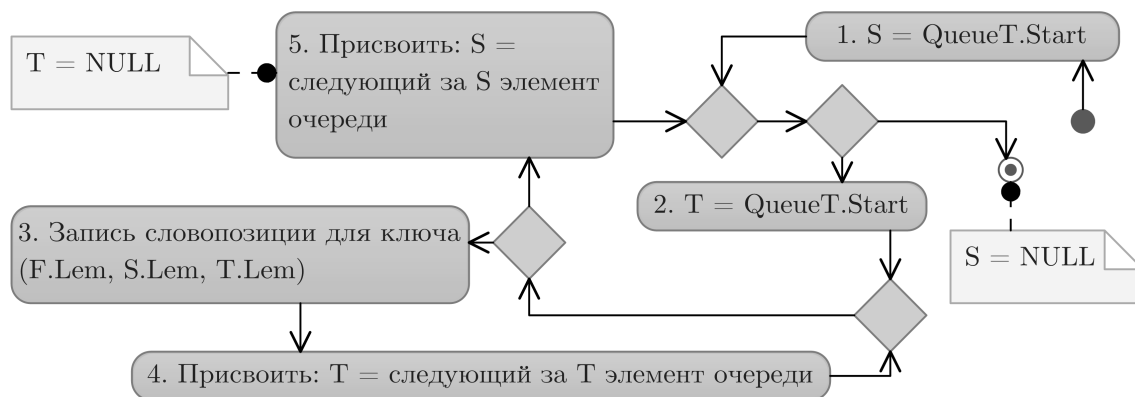 T = NULL
5. Присвоить: S =
следующий за S элемент
очереди
1. S = QueueT.Start
2. T = QueueT.Start
3. Запись словопозиции для ключа
(F.Lem, S.Lem, T.Lem)
S = NULL
4. Присвоить: T = следующий за T элемент очереди